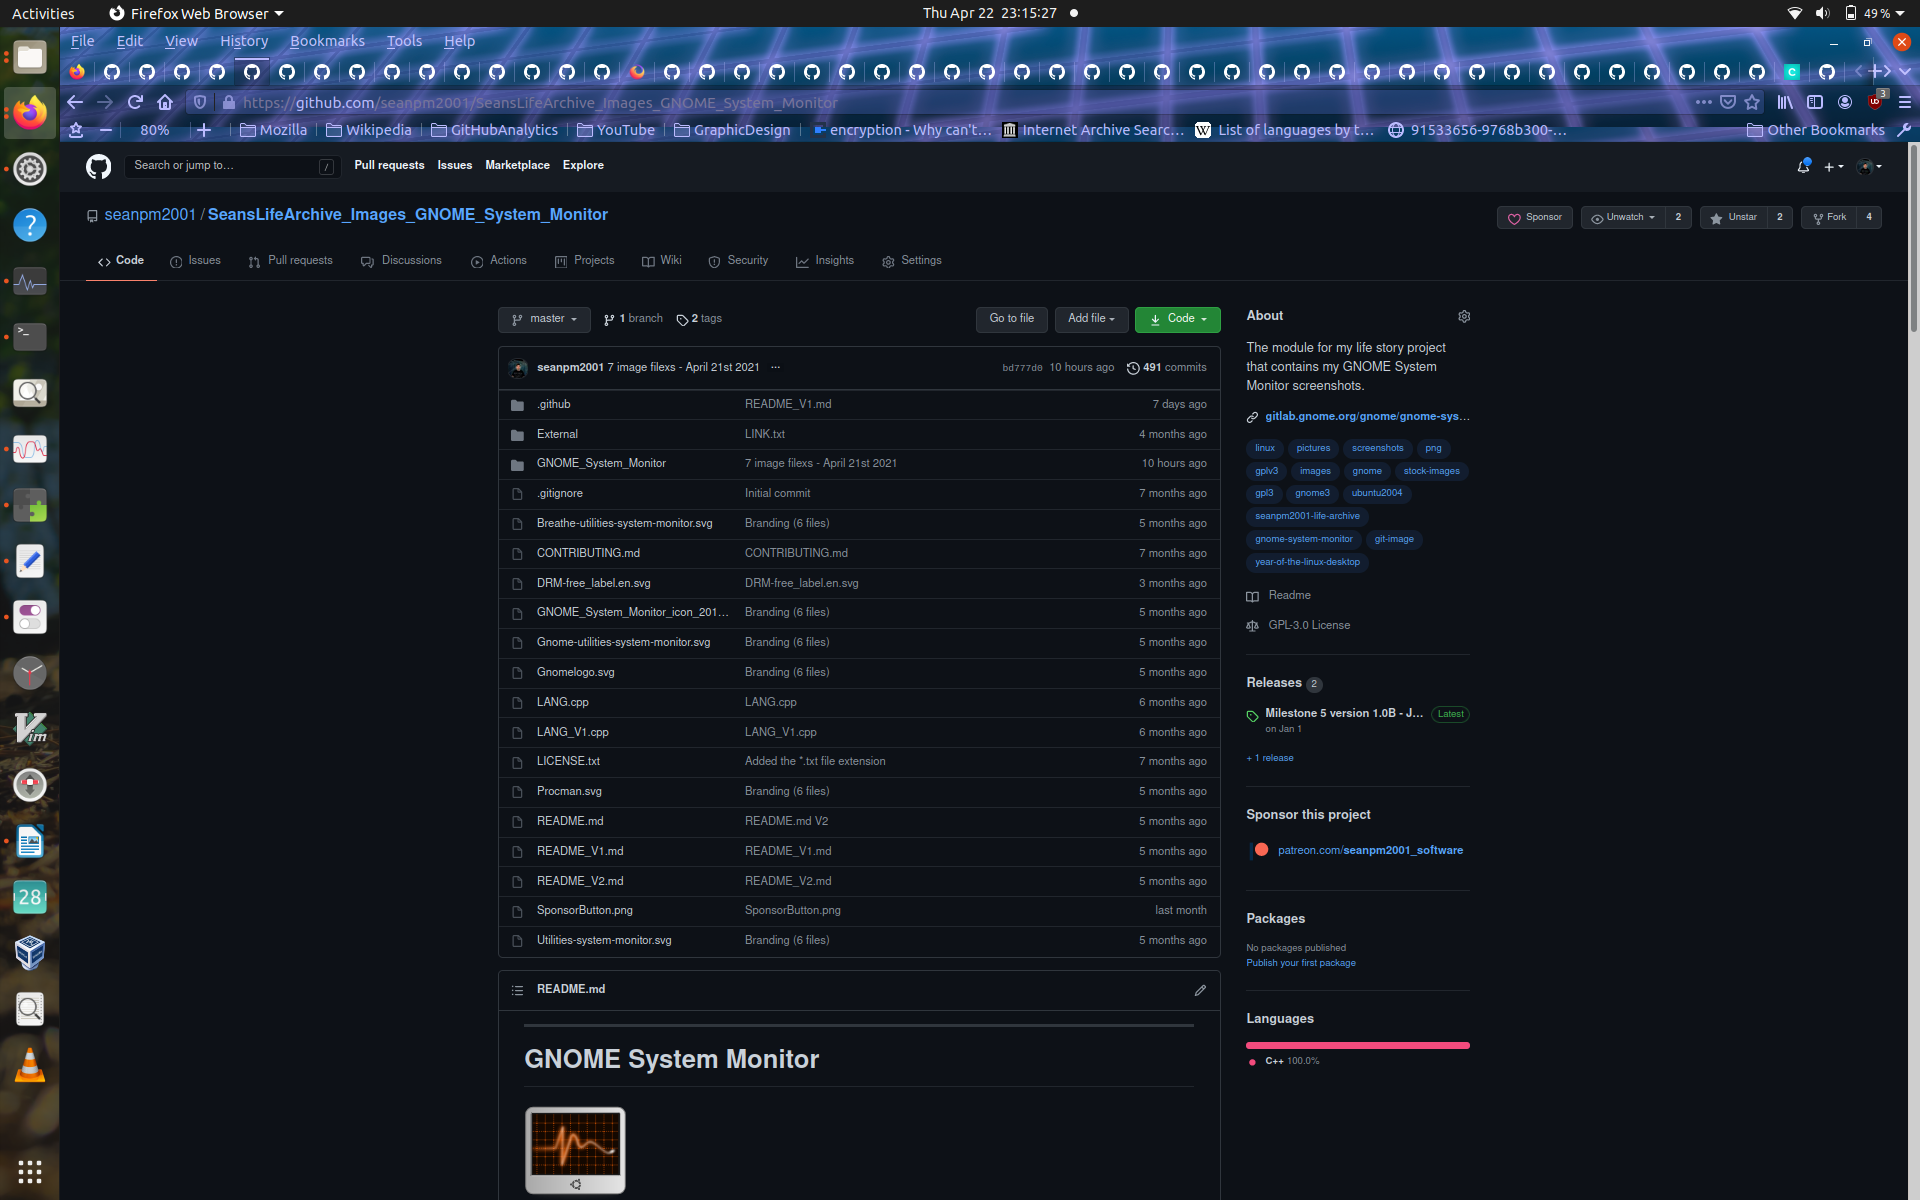 Activities Firefox Web Browser Thu Apr 22 23:15:27 49 %
File Edit View History Bookmarks Tools Help
https://github.com/seanpm2001/SeansLifeArchive_Images_GNOME_System_Monitor 3
80% Mozilla Wikipedia GitHubAnalytics YouTube GraphicDesign encryption - Why can't… Internet Archive Searc… List of languages by t… 91533656-9768b300-… Other Bookmarks
Search or jump to… / Pull requests Issues Marketplace Explore
seanpm2001 / SeansLifeArchive_Images_GNOME_System_Monitor Sponsor Unwatch 2 Unstar 2 Fork 4
Code Issues Pull requests Discussions Actions Projects Wiki Security Insights Settings
master 1 branch 2 tags Go to file Add file Code
seanpm2001 7 image filexs - April 21st 2021 ··· bd777d0 10 hours ago 491 commits
.github README_V1.md 7 days ago
External LINK.txt 4 months ago
GNOME_System_Monitor 7 image filexs - April 21st 2021 10 hours ago
.gitignore Initial commit 7 months ago
Breathe-utilities-system-monitor.svg Branding (6 files) 5 months ago
CONTRIBUTING.md CONTRIBUTING.md 7 months ago
DRM-free_label.en.svg DRM-free_label.en.svg 3 months ago
GNOME_System_Monitor_icon_201… Branding (6 files) 5 months ago
Gnome-utilities-system-monitor.svg Branding (6 files) 5 months ago
Gnomelogo.svg Branding (6 files) 5 months ago
LANG.cpp LANG.cpp 6 months ago
LANG_V1.cpp LANG_V1.cpp 6 months ago
LICENSE.txt Added the *.txt file extension 7 months ago
Procman.svg Branding (6 files) 5 months ago
README.md README.md V2 5 months ago
README_V1.md README_V1.md 5 months ago
README_V2.md README_V2.md 5 months ago
SponsorButton.png SponsorButton.png last month
Utilities-system-monitor.svg Branding (6 files) 5 months ago
README.md
GNOME System Monitor
About
The module for my life story project
that contains my GNOME System
Monitor screenshots.
gitlab.gnome.org/gnome/gnome-sys…
linux pictures screenshots png
gplv3 images gnome stock-images
gpl3 gnome3 ubuntu2004
seanpm2001-life-archive
gnome-system-monitor git-image
year-of-the-linux-desktop
Readme
GPL-3.0 License
Releases 2
Milestone 5 version 1.0B - J… Latest
on Jan 1
+ 1 release
Sponsor this project
patreon.com/seanpm2001_software
Packages
No packages published
Publish your first package
Languages
C++ 100.0%
28